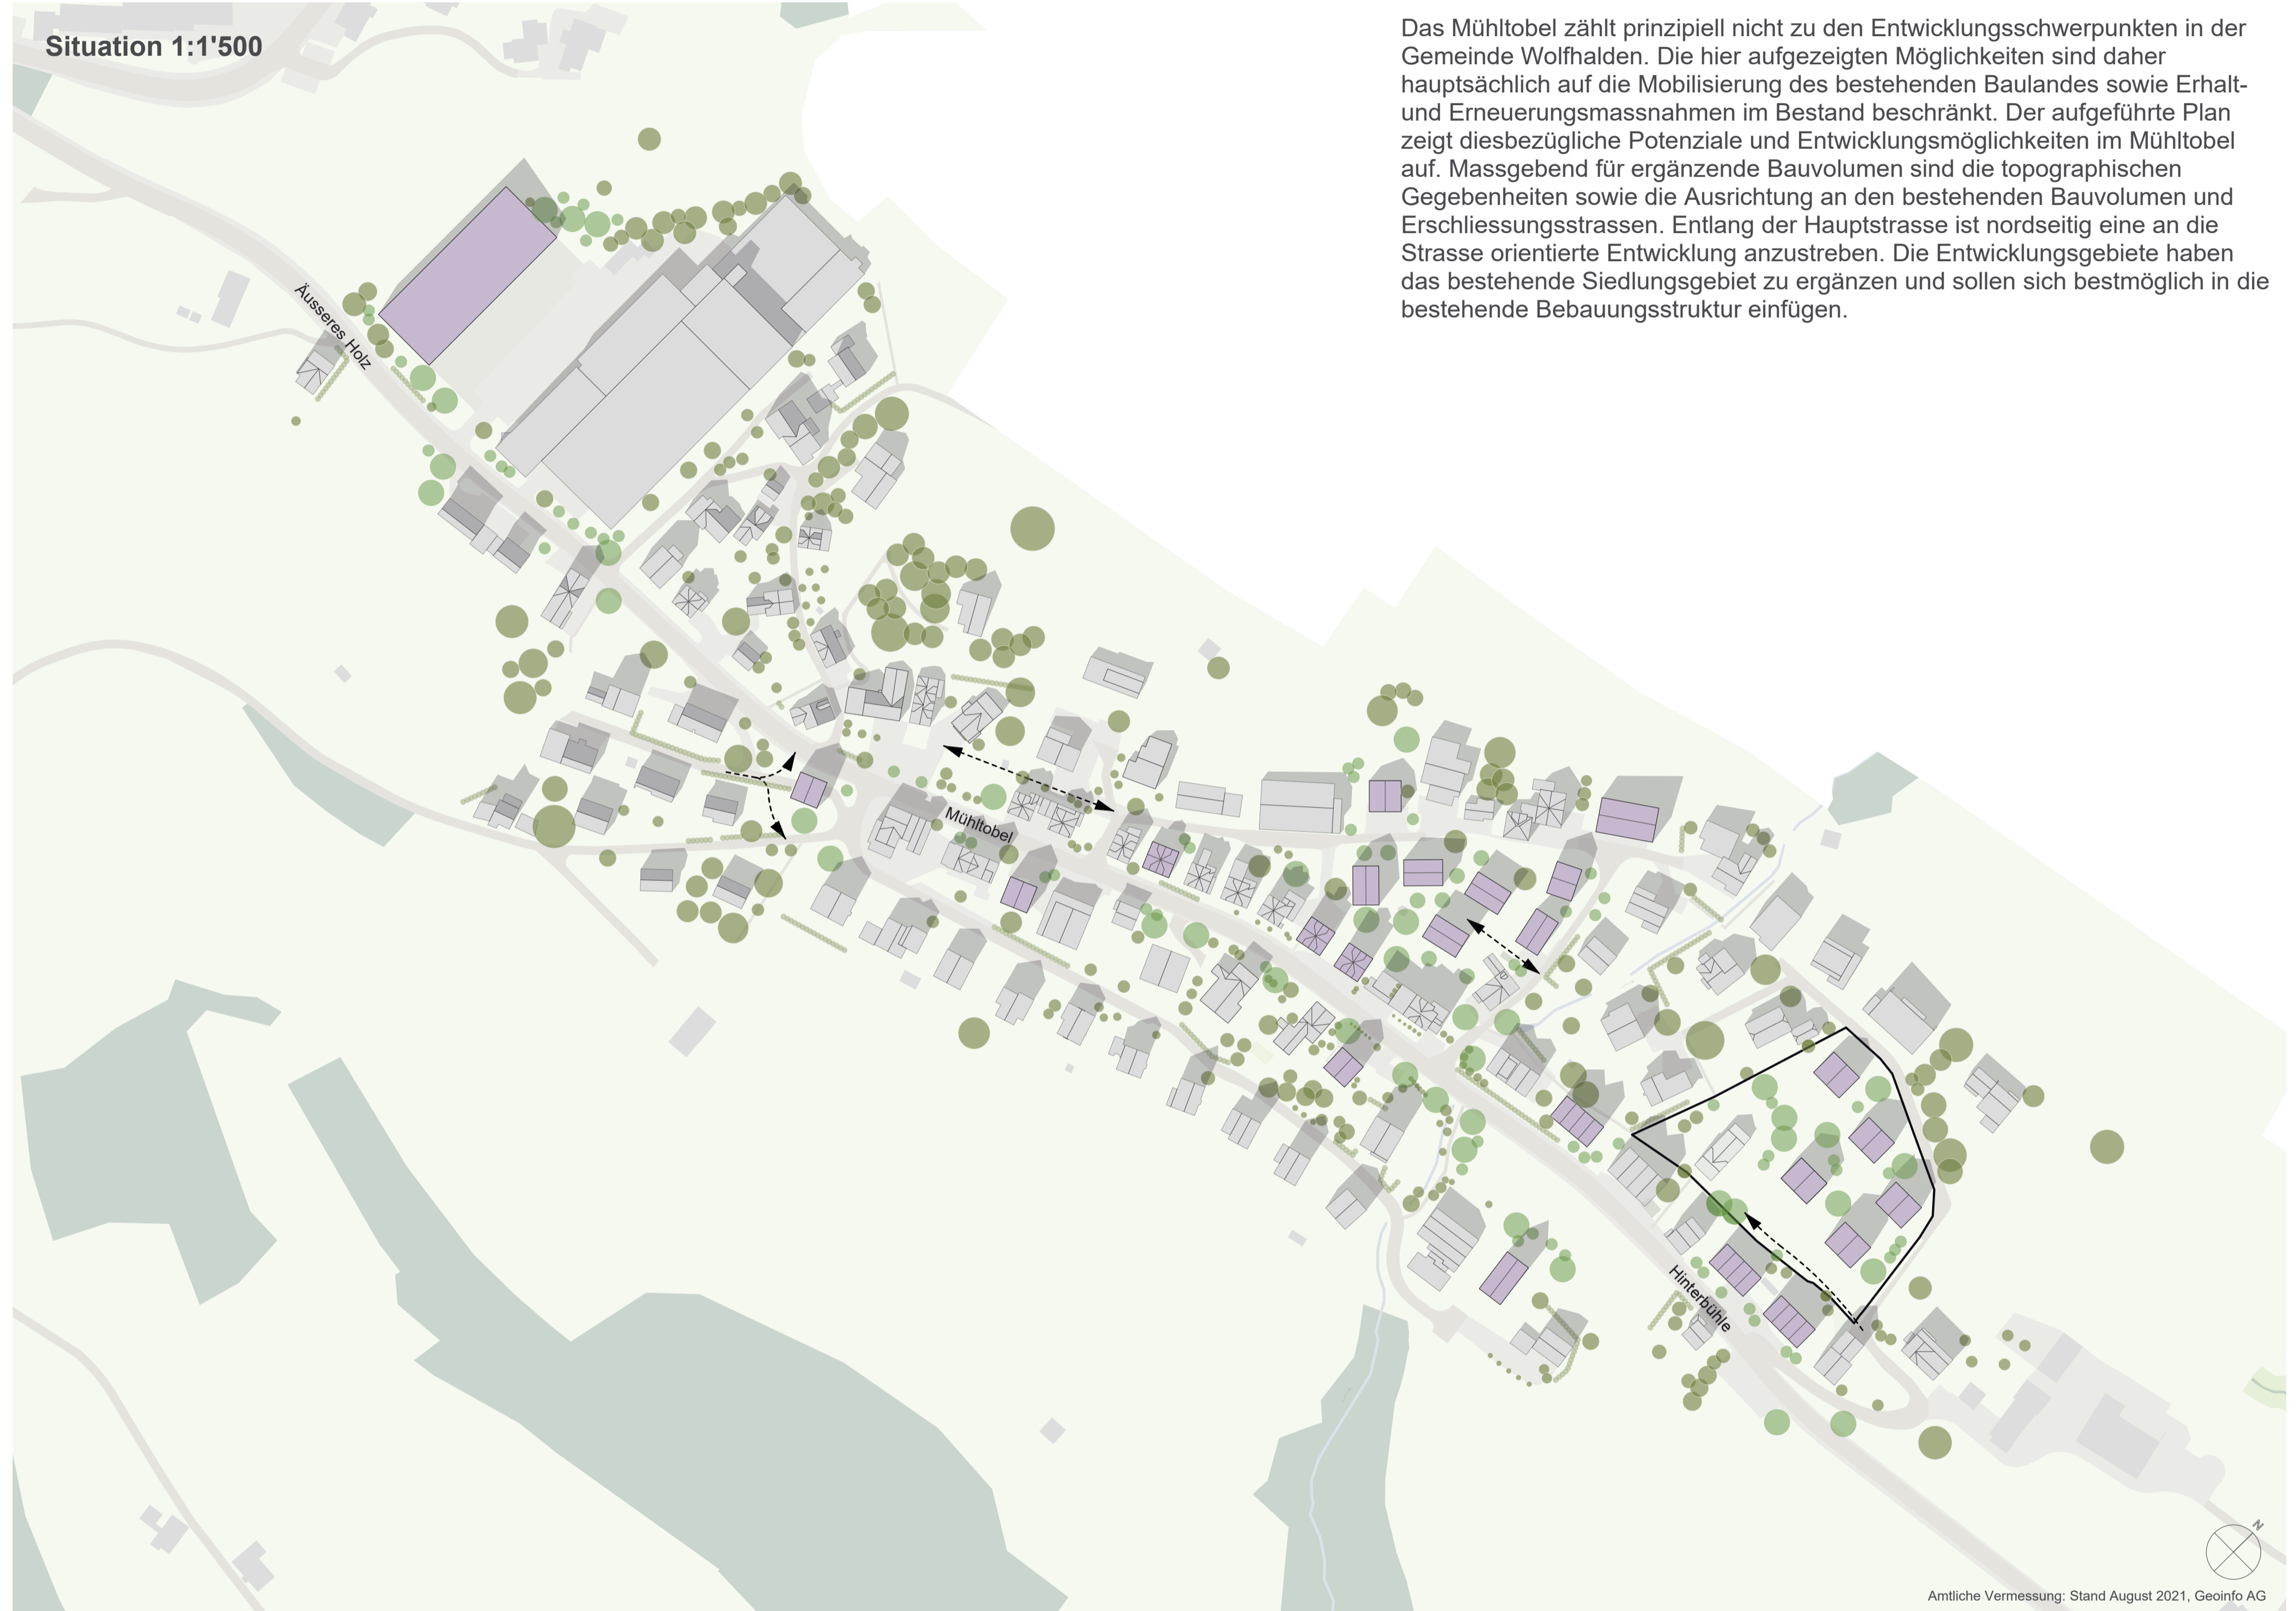 Situation 1:1'500
Das Mühltobel zählt prinzipiell nicht zu den Entwicklungsschwerpunkten in der
Gemeinde Wolfhalden. Die hier aufgezeigten Möglichkeiten sind daher
hauptsächlich auf die Mobilisierung des bestehenden Baulandes sowie Erhalt-
und Erneuerungsmassnahmen im Bestand beschränkt. Der aufgeführte Plan
zeigt diesbezügliche Potenziale und Entwicklungsmöglichkeiten im Mühltobel
auf. Massgebend für ergänzende Bauvolumen sind die topographischen
Gegebenheiten sowie die Ausrichtung an den bestehenden Bauvolumen und
Erschliessungsstrassen. Entlang der Hauptstrasse ist nordseitig eine an die
Strasse orientierte Entwicklung anzustreben. Die Entwicklungsgebiete haben
das bestehende Siedlungsgebiet zu ergänzen und sollen sich bestmöglich in die
bestehende Bebauungsstruktur einfügen.
Äusseres Holz
Mühltobel
Hinterbühle
N
Amtliche Vermessung: Stand August 2021, Geoinfo AG